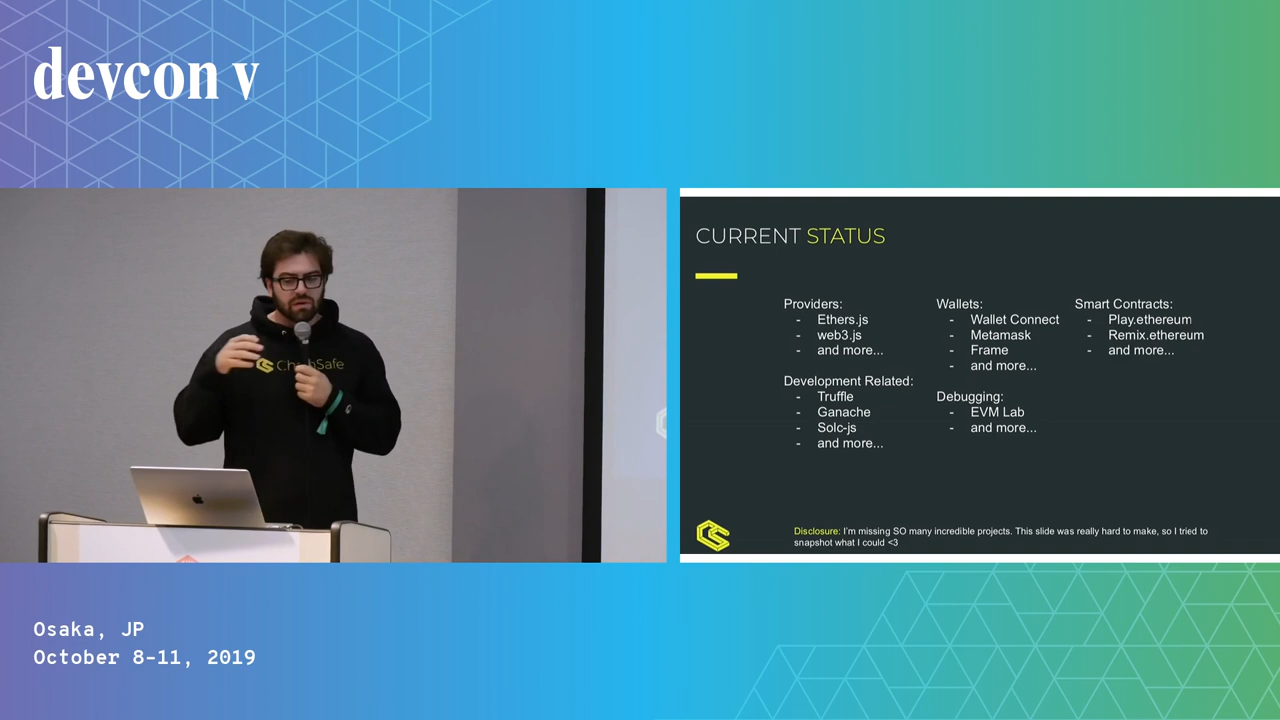 devcon v
ChainSafe
CURRENT STATUS
Providers:
- Ethers.js
- web3.js
- and more...
Development Related:
- Truffle
- Ganache
- Solc-js
- and more...
Wallets:
- Wallet Connect
- Metamask
- Frame
- and more...
Debugging:
- EVM Lab
- and more...
Smart Contracts:
- Play.ethereum
- Remix.ethereum
- and more...
Disclosure: I'm missing SO many incredible projects. This slide was really hard to make, so I tried to
snapshot what I could <3
Osaka, JP
October 8-11, 2019